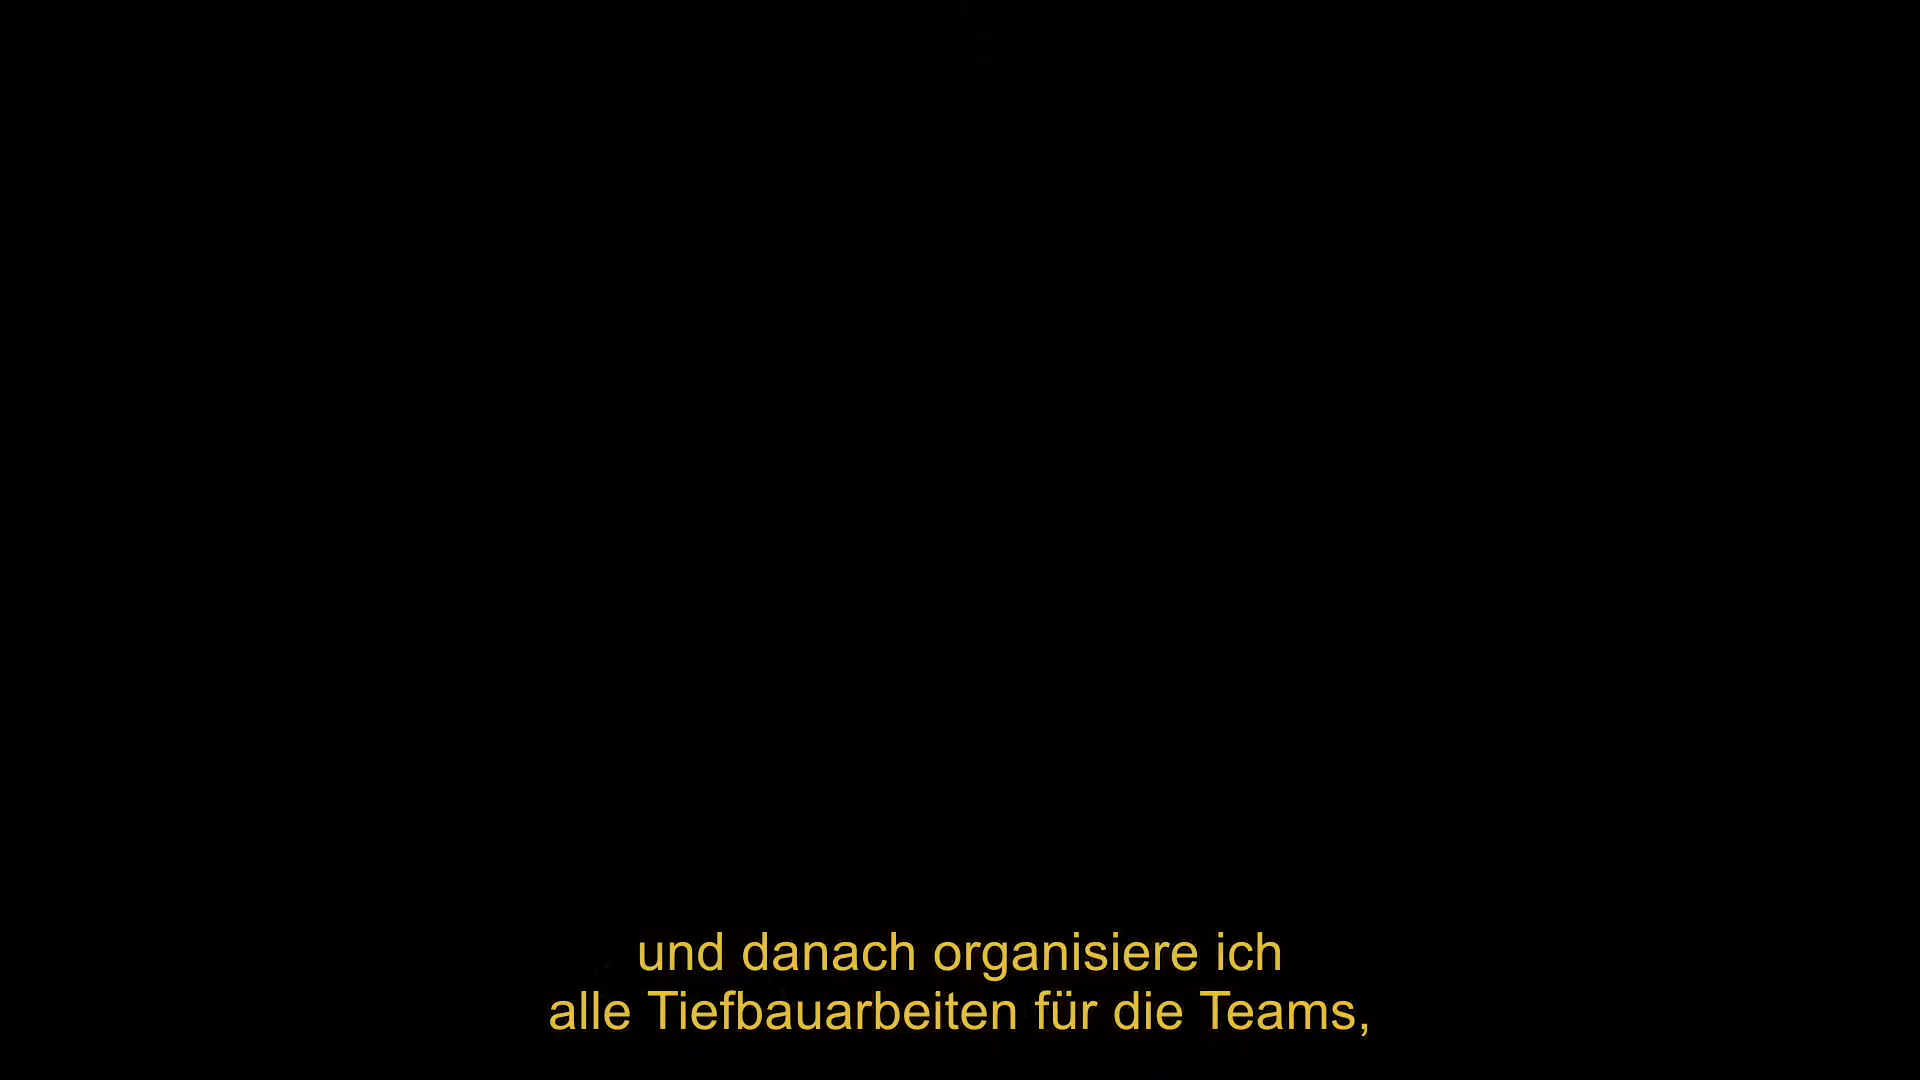 und danach organisiere ich
alle Tiefbauarbeiten für die Teams,